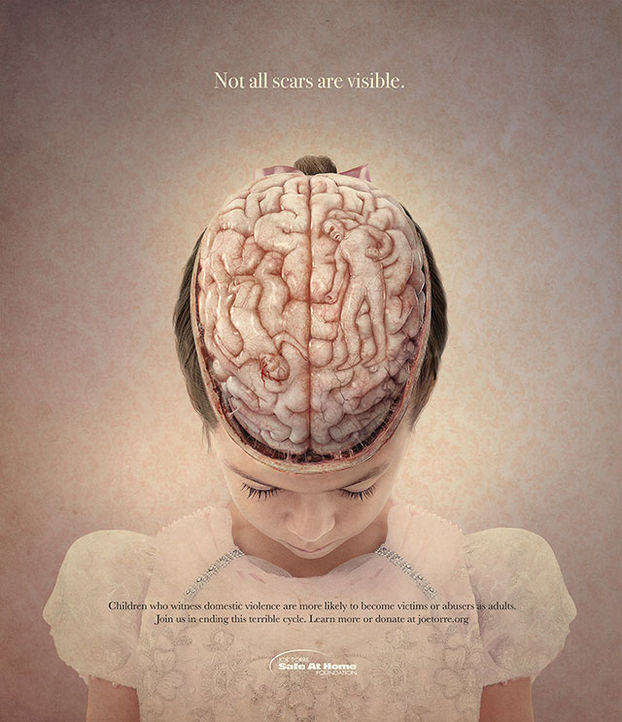 Not all scars are visible.
Children who witness domestic violence are more likely to become victims or abusers as adults.
Join us in ending this terrible cycle. Learn more or donate at joetorre.org
JOE TORRE
Safe At Home
FOUNDATION